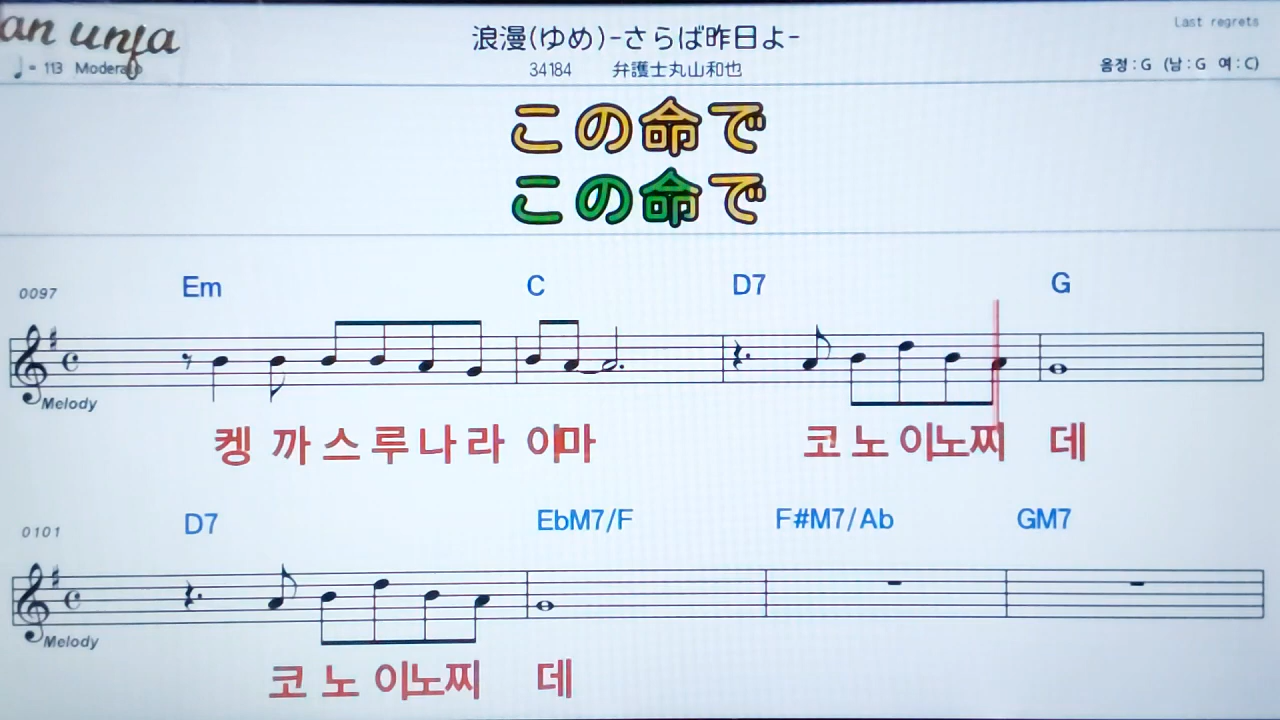 an unja
Last regrets
浪漫(ゆめ)-さらば昨日よ-
♩= 113 Modera
34184 弁護士丸山和也
음정 : G (남 : G 여 : C)
この命で
この命で
0097 Em C D7 G
Melody
켕 까 스 루 나 라 이마 코 노 이노찌 데
0101 D7 EbM7/F F#M7/Ab GM7
Melody
코 노 이노찌 데